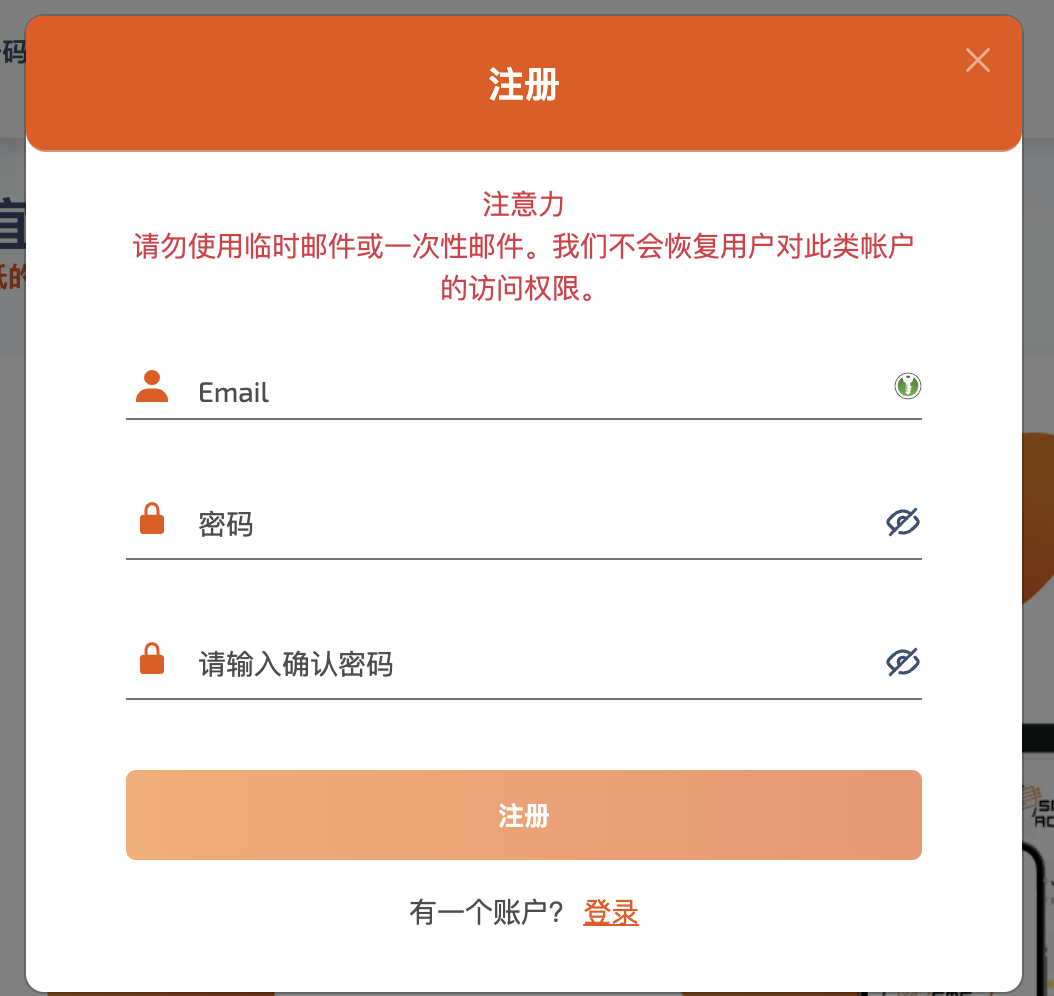 码
注册
注意力
请勿使用临时邮件或一次性邮件。我们不会恢复用户对此类帐户
的访问权限。
的
Email
密码
请输入确认密码
注册
有一个账户? 登录